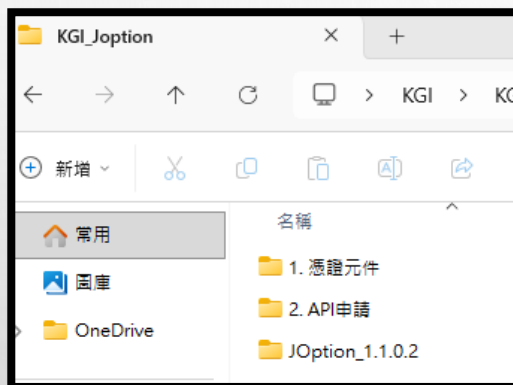 KGI_Joption
KGI
新增
名稱
常用
圖庫
OneDrive
1. 憑證元件
2. API申請
JOption_1.1.0.2